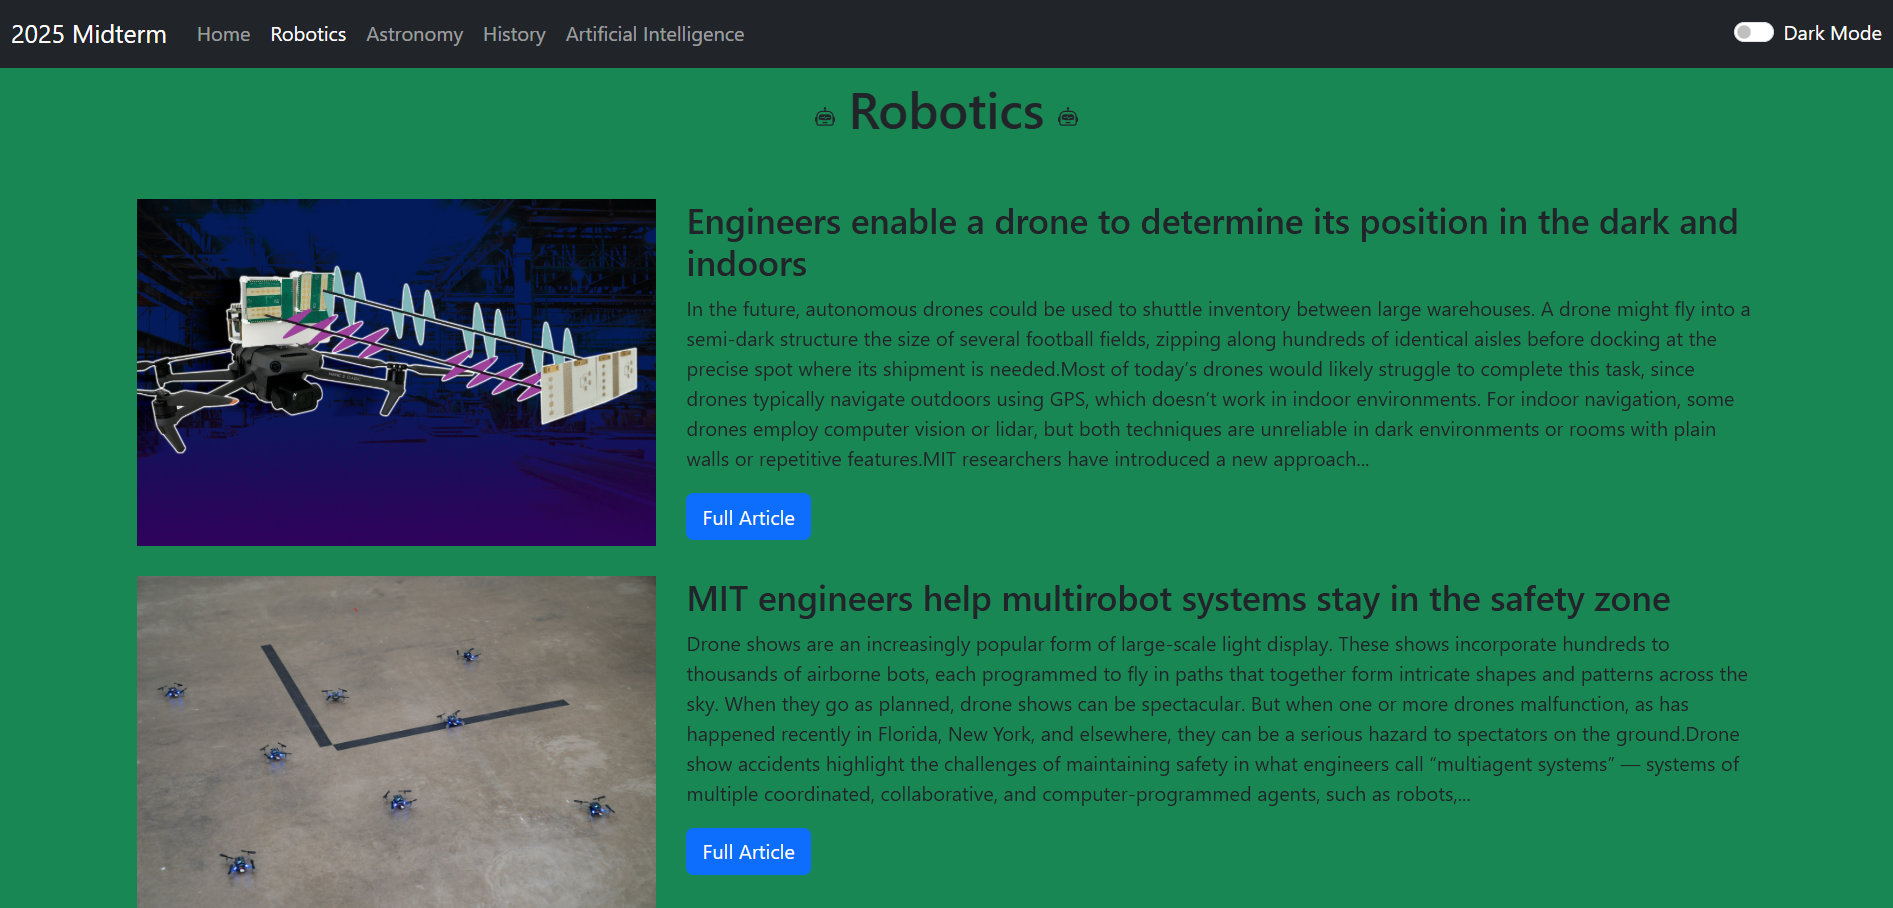 2025 Midterm Home Robotics Astronomy History Artificial Intelligence Dark Mode
Robotics
Engineers enable a drone to determine its position in the dark and
indoors
In the future, autonomous drones could be used to shuttle inventory between large warehouses. A drone might fly into a
semi-dark structure the size of several football fields, zipping along hundreds of identical aisles before docking at the
precise spot where its shipment is needed.Most of today’s drones would likely struggle to complete this task, since
drones typically navigate outdoors using GPS, which doesn’t work in indoor environments. For indoor navigation, some
drones employ computer vision or lidar, but both techniques are unreliable in dark environments or rooms with plain
walls or repetitive features.MIT researchers have introduced a new approach...
Full Article
MIT engineers help multirobot systems stay in the safety zone
Drone shows are an increasingly popular form of large-scale light display. These shows incorporate hundreds to
thousands of airborne bots, each programmed to fly in paths that together form intricate shapes and patterns across the
sky. When they go as planned, drone shows can be spectacular. But when one or more drones malfunction, as has
happened recently in Florida, New York, and elsewhere, they can be a serious hazard to spectators on the ground.Drone
show accidents highlight the challenges of maintaining safety in what engineers call “multiagent systems” — systems of
multiple coordinated, collaborative, and computer-programmed agents, such as robots,...
Full Article